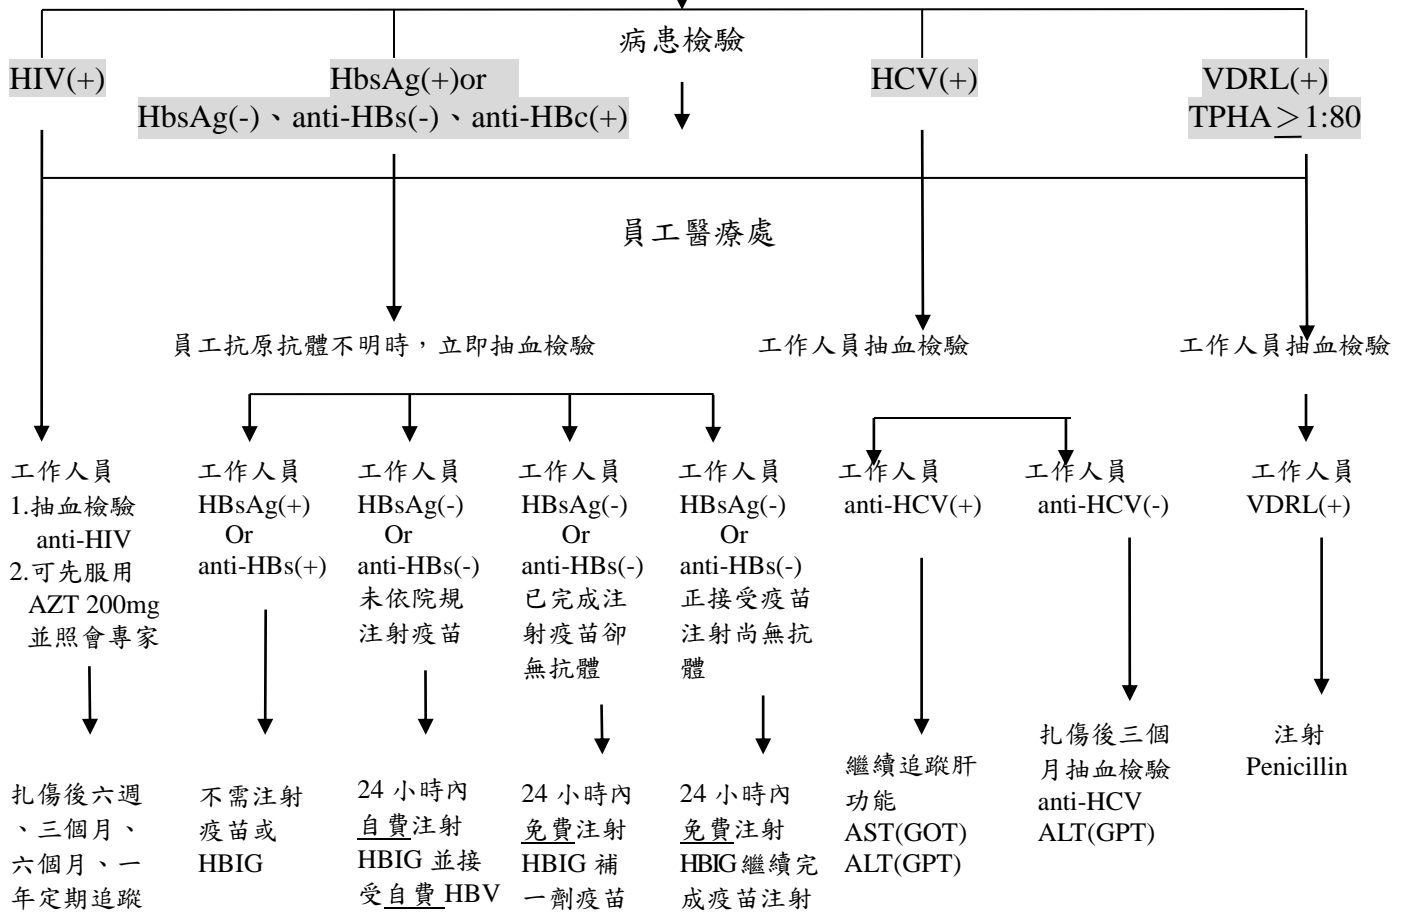 病患檢驗
HIV(+)
HbsAg(+)or
HbsAg(-)、anti-HBs(-)、anti-HBc(+)
HCV(+)
VDRL(+)
TPHA≥1:80
員工醫療處
員工抗原抗體不明時，立即抽血檢驗
工作人員抽血檢驗
工作人員抽血檢驗
工作人員
1.抽血檢驗
anti-HIV
2.可先服用
AZT 200mg
並照會專家
工作人員
HBsAg(+)
Or
anti-HBs(+)
工作人員
HBsAg(-)
Or
anti-HBs(-)
未依院規
注射疫苗
工作人員
HBsAg(-)
Or
anti-HBs(-)
已完成注
射疫苗卻
無抗體
工作人員
HBsAg(-)
Or
anti-HBs(-)
正接受疫苗
注射尚無抗
體
工作人員
anti-HCV(+)
工作人員
anti-HCV(-)
工作人員
VDRL(+)
扎傷後六週
、三個月、
六個月、一
年定期追蹤
不需注射
疫苗或
HBIG
24 小時內
自費注射
HBIG 並接
受自費 HBV
24 小時內
免費注射
HBIG 補
一劑疫苗
24 小時內
免費注射
HBIG 繼續完
成疫苗注射
繼續追蹤肝
功能
AST(GOT)
ALT(GPT)
扎傷後三個
月抽血檢驗
anti-HCV
ALT(GPT)
注射
Penicillin